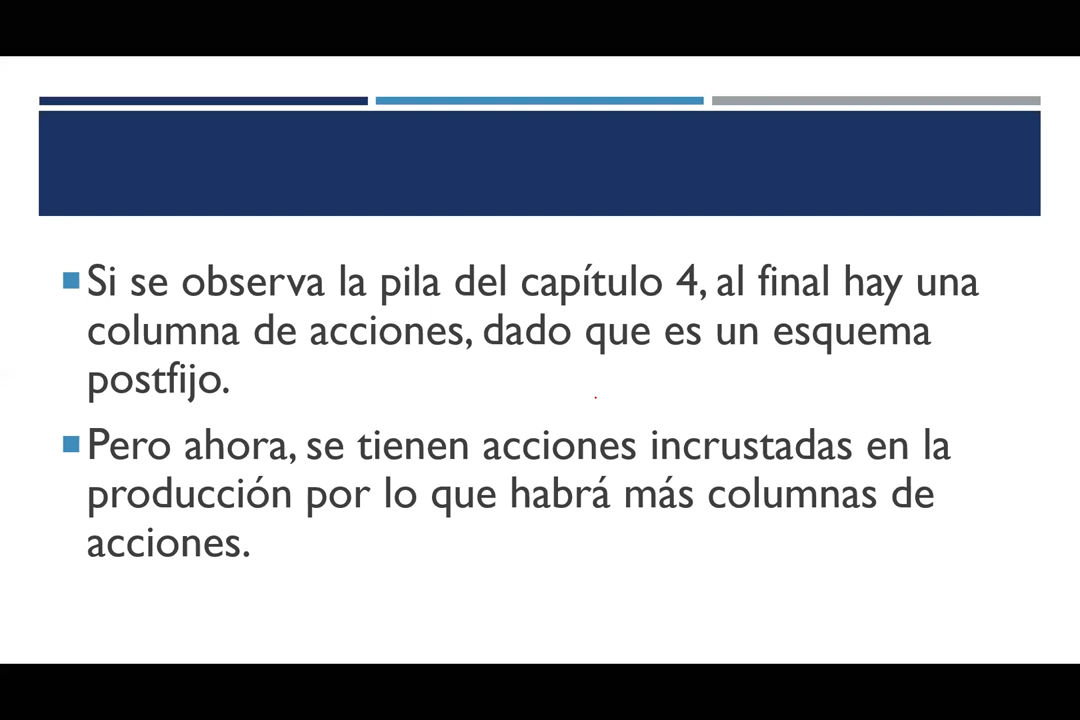 Si se observa la pila del capítulo 4, al final hay una
columna de acciones, dado que es un esquema
postfijo.
Pero ahora, se tienen acciones incrustadas en la
producción por lo que habrá más columnas de
acciones.